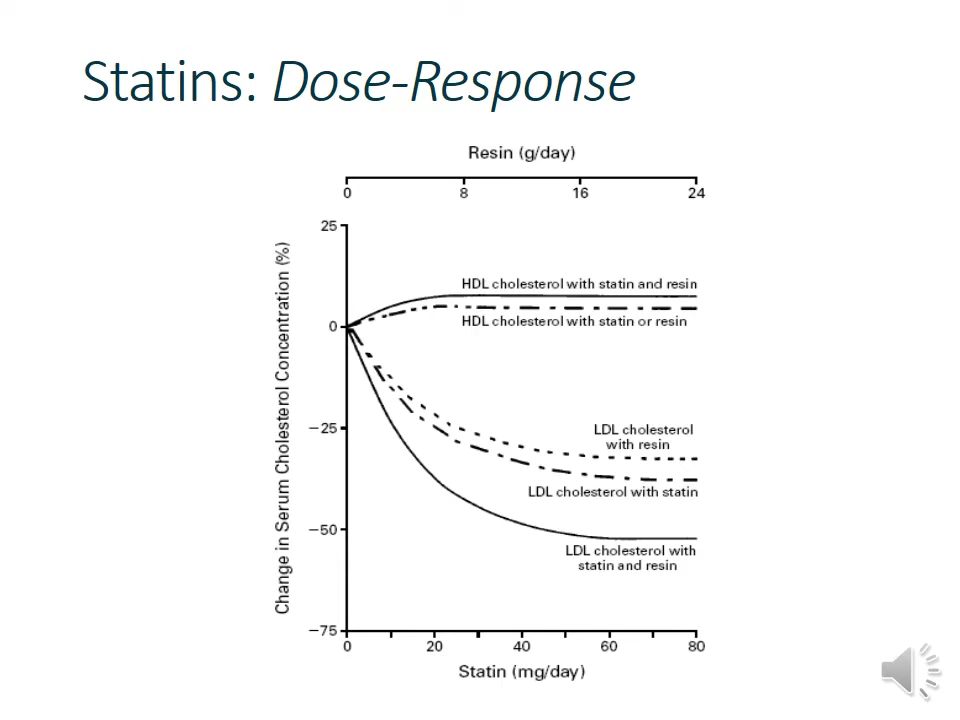 Statins: Dose-Response
Resin (g/day)
0 8 16 24
Change in Serum Cholesterol Concentration (%)
25
0
−25
−50
−75
HDL cholesterol with statin and resin
HDL cholesterol with statin or resin
LDL cholesterol
with resin
LDL cholesterol with statin
LDL cholesterol with
statin and resin
0 20 40 60 80
Statin (mg/day)